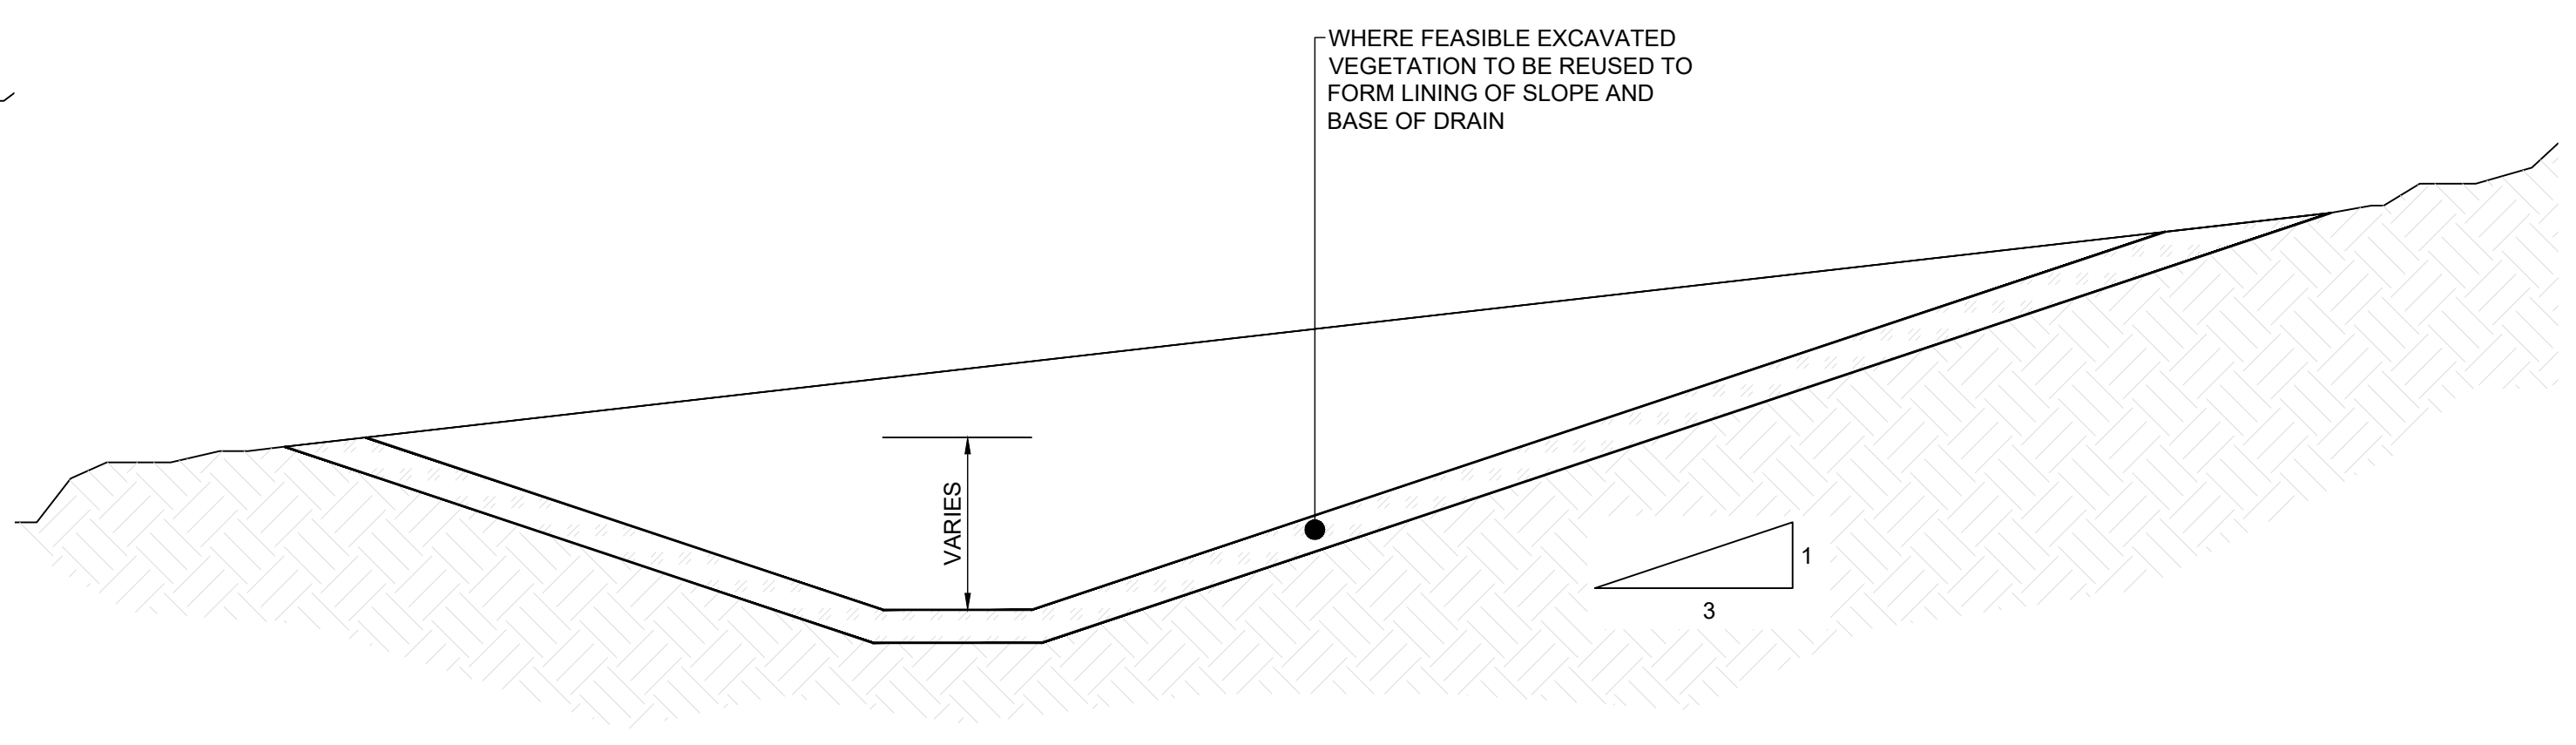 WHERE FEASIBLE EXCAVATED
VEGETATION TO BE REUSED TO
FORM LINING OF SLOPE AND
BASE OF DRAIN
VARIES
1
3